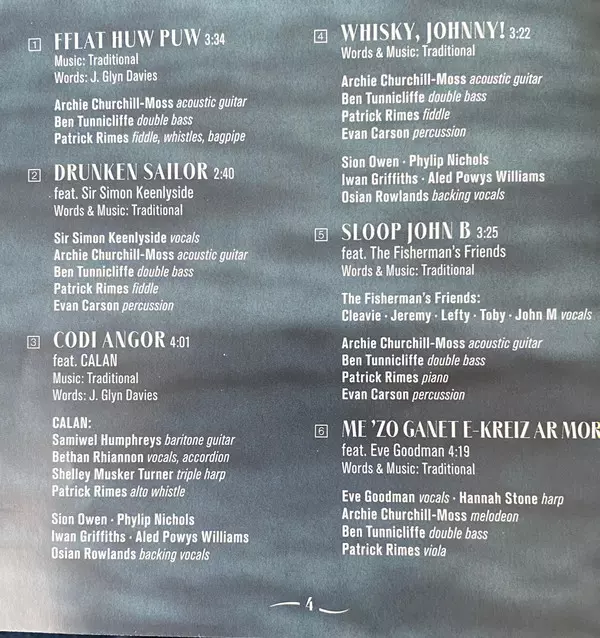 1 FFLAT HUW PUW 3:34
Music: Traditional
Words: J. Glyn Davies
Archie Churchill-Moss acoustic guitar
Ben Tunnicliffe double bass
Patrick Rimes fiddle, whistles, bagpipe
2 DRUNKEN SAILOR 2:40
feat. Sir Simon Keenlyside
Words & Music: Traditional
Sir Simon Keenlyside vocals
Archie Churchill-Moss acoustic guitar
Ben Tunnicliffe double bass
Patrick Rimes fiddle
Evan Carson percussion
3 CODI ANGOR 4:01
feat. CALAN
Music: Traditional
Words: J. Glyn Davies
CALAN:
Samiwel Humphreys baritone guitar
Bethan Rhiannon vocals, accordion
Shelley Musker Turner triple harp
Patrick Rimes alto whistle
Sion Owen · Phylip Nichols
Iwan Griffiths · Aled Powys Williams
Osian Rowlands backing vocals
4 WHISKY, JOHNNY! 3:22
Words & Music: Traditional
Archie Churchill-Moss acoustic guitar
Ben Tunnicliffe double bass
Patrick Rimes fiddle
Evan Carson percussion
Sion Owen · Phylip Nichols
Iwan Griffiths · Aled Powys Williams
Osian Rowlands backing vocals
5 SLOOP JOHN B 3:25
feat. The Fisherman's Friends
Words & Music: Traditional
The Fisherman's Friends:
Cleavie · Jeremy · Lefty · Toby · John M vocals
Archie Churchill-Moss acoustic guitar
Ben Tunnicliffe double bass
Patrick Rimes piano
Evan Carson percussion
6 ME 'ZO GANET E-KREIZ AR MOR
feat. Eve Goodman 4:19
Words & Music: Traditional
Eve Goodman vocals · Hannah Stone harp
Archie Churchill-Moss melodeon
Ben Tunnicliffe double bass
Patrick Rimes viola
4